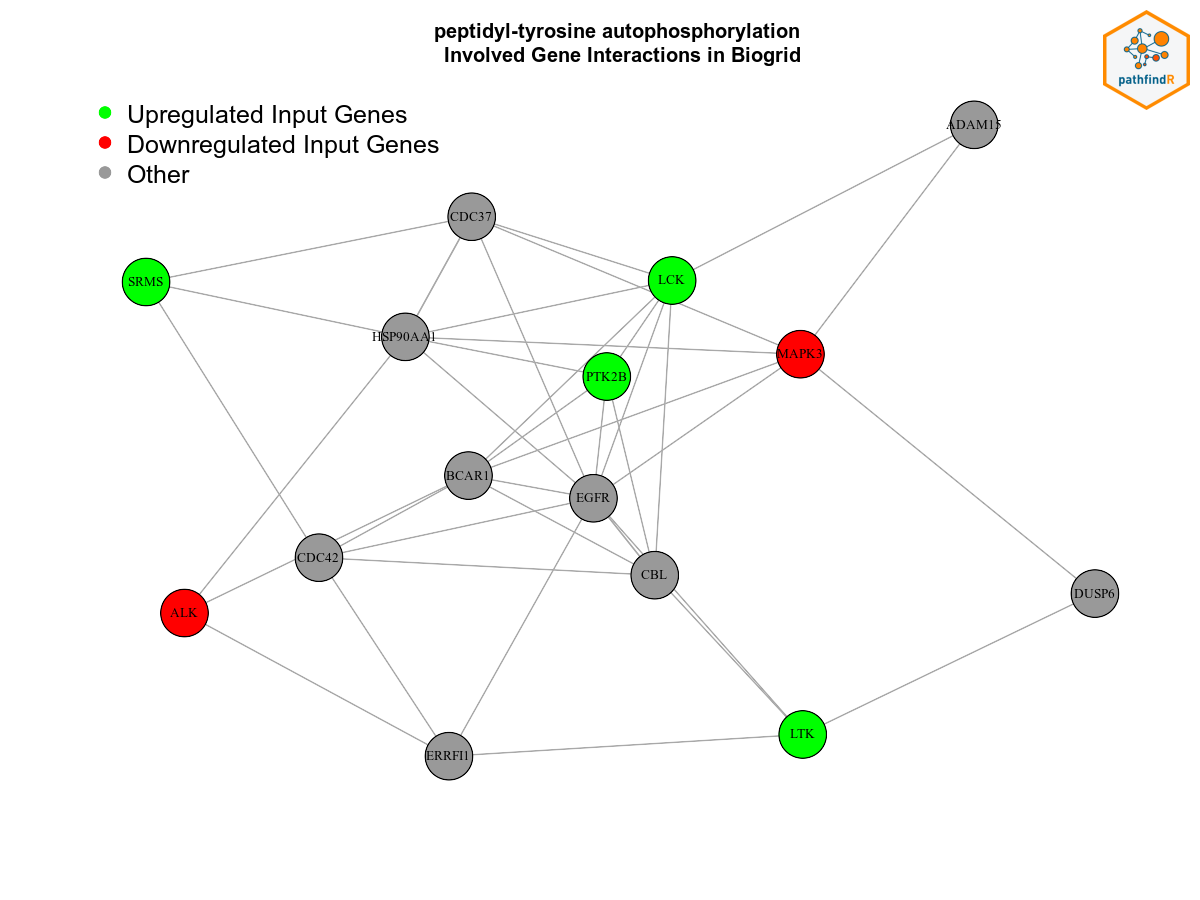 peptidyl-tyrosine autophosphorylation
Involved Gene Interactions in Biogrid
pathfindR
Upregulated Input Genes
Downregulated Input Genes
Other
ADAM15
CDC37
SRMS
LCK
HSP90AA1
MAPK3
PTK2B
BCAR1
EGFR
CDC42
CBL
DUSP6
ALK
LTK
ERRFI1